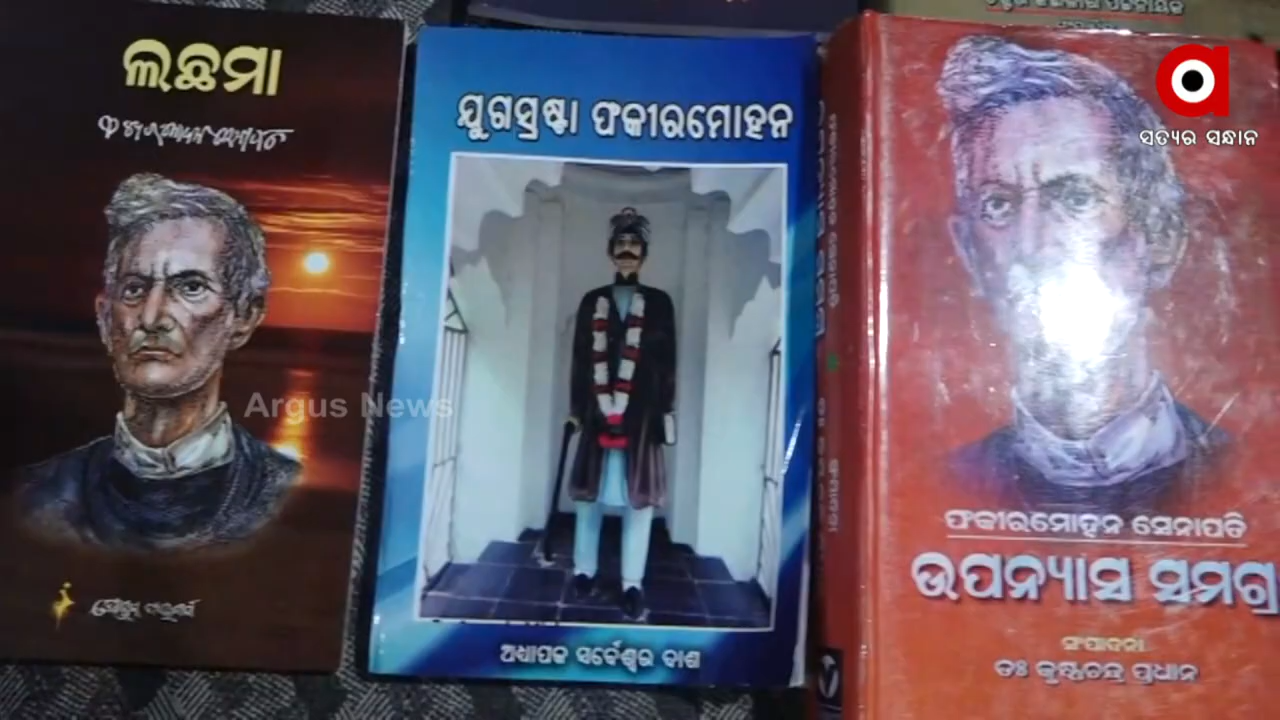 ଲଛମା
ଯୁଗସ୍ରଷ୍ଟା ଫକୀରମୋହନ
ଅଧ୍ୟାପକ ସର୍ବେଶ୍ୱର ଦାଶ
ଫକୀରମୋହନ ସେନାପତି
ଉପନ୍ୟାସ ସମଗ୍ର
ସଂପାଦନା
ଡଃ କୃଷ୍ଣଚନ୍ଦ୍ର ପ୍ରଧାନ
a
ସତ୍ୟର ସନ୍ଧାନ
Argus News